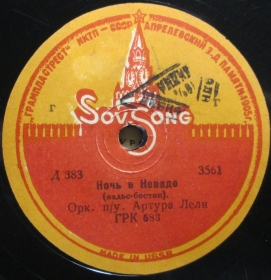 "ГРАМПЛАСТТРЕСТ" НКТП-СССР АПРЕЛЕВСКИЙ З-Д ПАМЯТИ 1905 г.
г
SOVSONG
Д 383
3561
Ночь в Неваде
(вальс-бостон).
Орк. п/у. Артура Лели
ГРК 683
MADE IN USSR